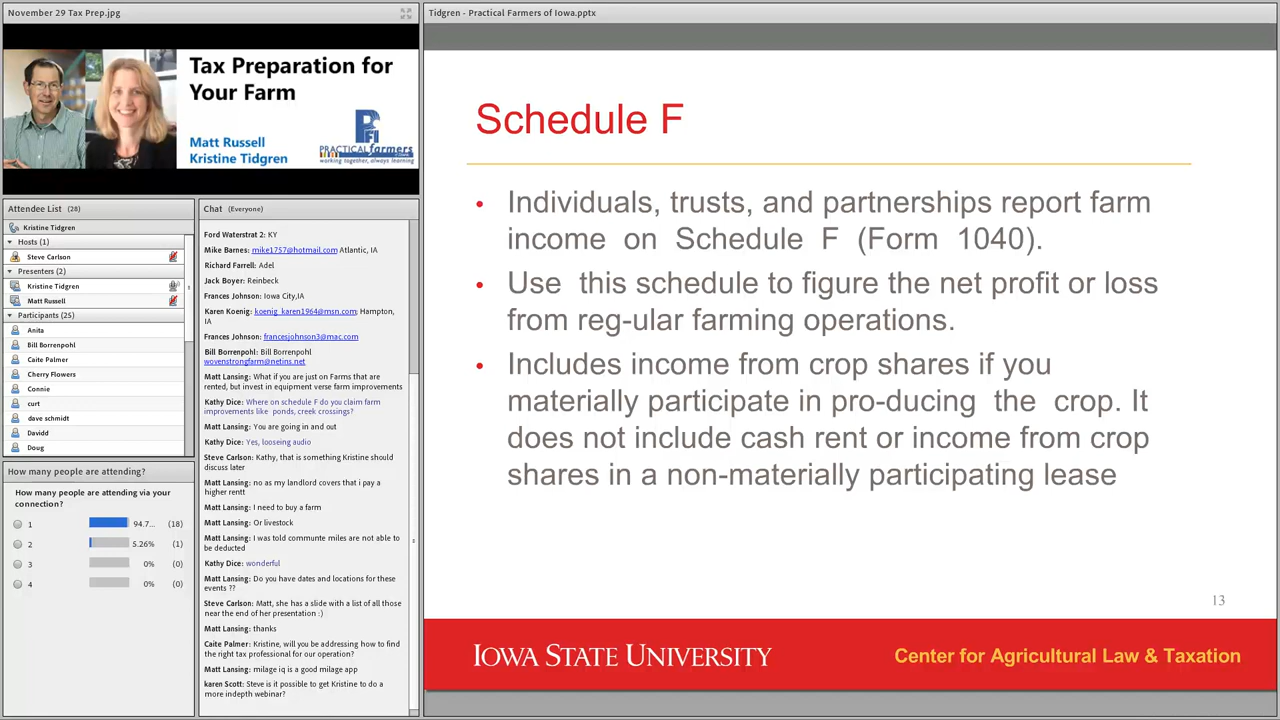 November 29 Tax Prep.jpg
Tax Preparation for
Your Farm
Matt Russell
Kristine Tidgren
PFI
PRACTICAL farmers
working together, always learning
Attendee List (28)
Kristine Tidgren
Hosts (1)
Steve Carlson
Presenters (2)
Kristine Tidgren
Matt Russell
Participants (25)
Anita
Bill Borrenpohl
Caite Palmer
Cherry Flowers
Connie
curt
dave schmidt
Davidd
Doug
How many people are attending?
How many people are attending via your
connection?
1 94.7... (18)
2 5.26% (1)
3 0% (0)
4 0% (0)
Chat (Everyone)
Ford Waterstrat 2: KY
Mike Barnes: mike1757@hotmail.com Atlantic, IA
Richard Farrell: Adel
Jack Boyer: Reinbeck
Frances Johnson: Iowa City,IA
Karen Koenig: koenig_karen1964@msn.com; Hampton,
IA
Frances Johnson: francesjohnson3@mac.com
Bill Borrenpohl: Bill Borrenpohl
wovenstrongfarm@netins.net
Matt Lansing: What if you are just on Farms that are
rented, but invest in equipment verse farm improvements
Kathy Dice: Where on schedule F do you claim farm
improvements like ponds, creek crossings?
Matt Lansing: You are going in and out
Kathy Dice: Yes, looseing audio
Steve Carlson: Kathy, that is something Kristine should
discuss later
Matt Lansing: no as my landlord covers that i pay a
higher rentt
Matt Lansing: I need to buy a farm
Matt Lansing: Or livestock
Matt Lansing: I was told communte miles are not able to
be deducted
Kathy Dice: wonderful
Matt Lansing: Do you have dates and locations for these
events ??
Steve Carlson: Matt, she has a slide with a list of all those
near the end of her presentation :)
Matt Lansing: thanks
Caite Palmer: Kristine, will you be addressing how to find
the right tax professional for our operation?
Matt Lansing: milage iq is a good milage app
karen Scott: Steve is it possible to get Kristine to do a
more indepth webinar?
Tidgren - Practical Farmers of Iowa.pptx
Schedule F
• Individuals, trusts, and partnerships report farm
income on Schedule F (Form 1040).
• Use this schedule to figure the net profit or loss
from reg-ular farming operations.
• Includes income from crop shares if you
materially participate in pro-ducing the crop. It
does not include cash rent or income from crop
shares in a non-materially participating lease
13
IOWA STATE UNIVERSITY
Center for Agricultural Law & Taxation